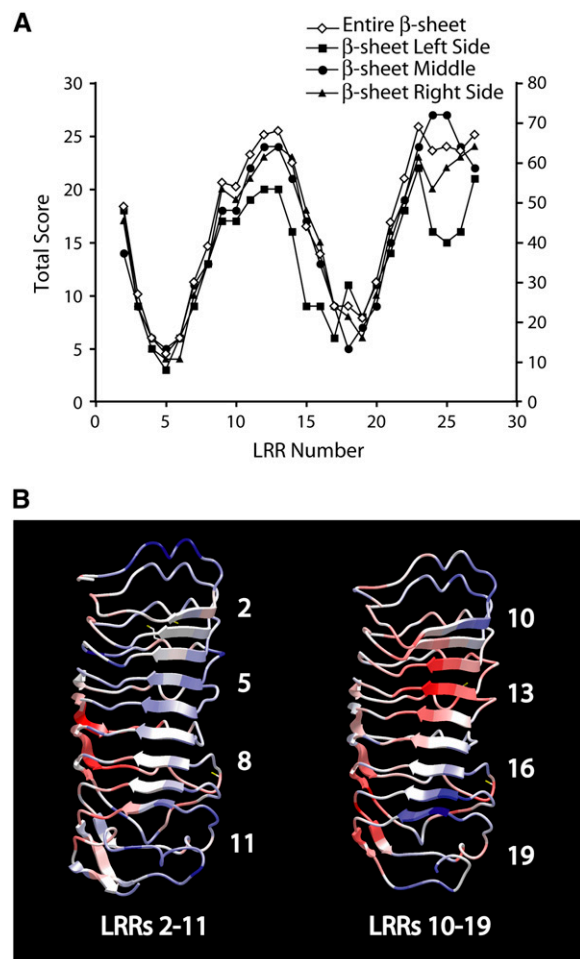 A
Entire β-sheet
β-sheet Left Side
β-sheet Middle
β-sheet Right Side
30
25
20
15
10
5
0
80
70
60
50
40
30
20
10
0
Total Score
0 5 10 15 20 25 30
LRR Number
B
2
5
8
11
10
13
16
19
LRRs 2-11
LRRs 10-19